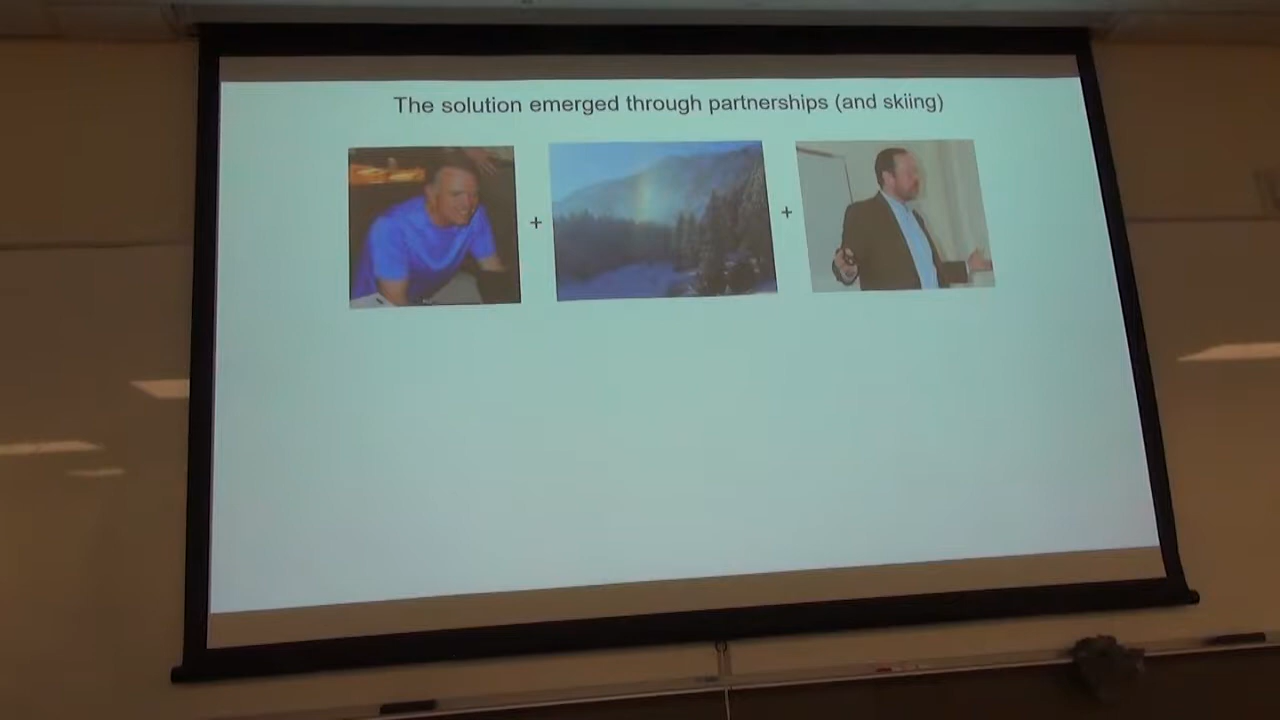 The solution emerged through partnerships (and skiing)
+ +